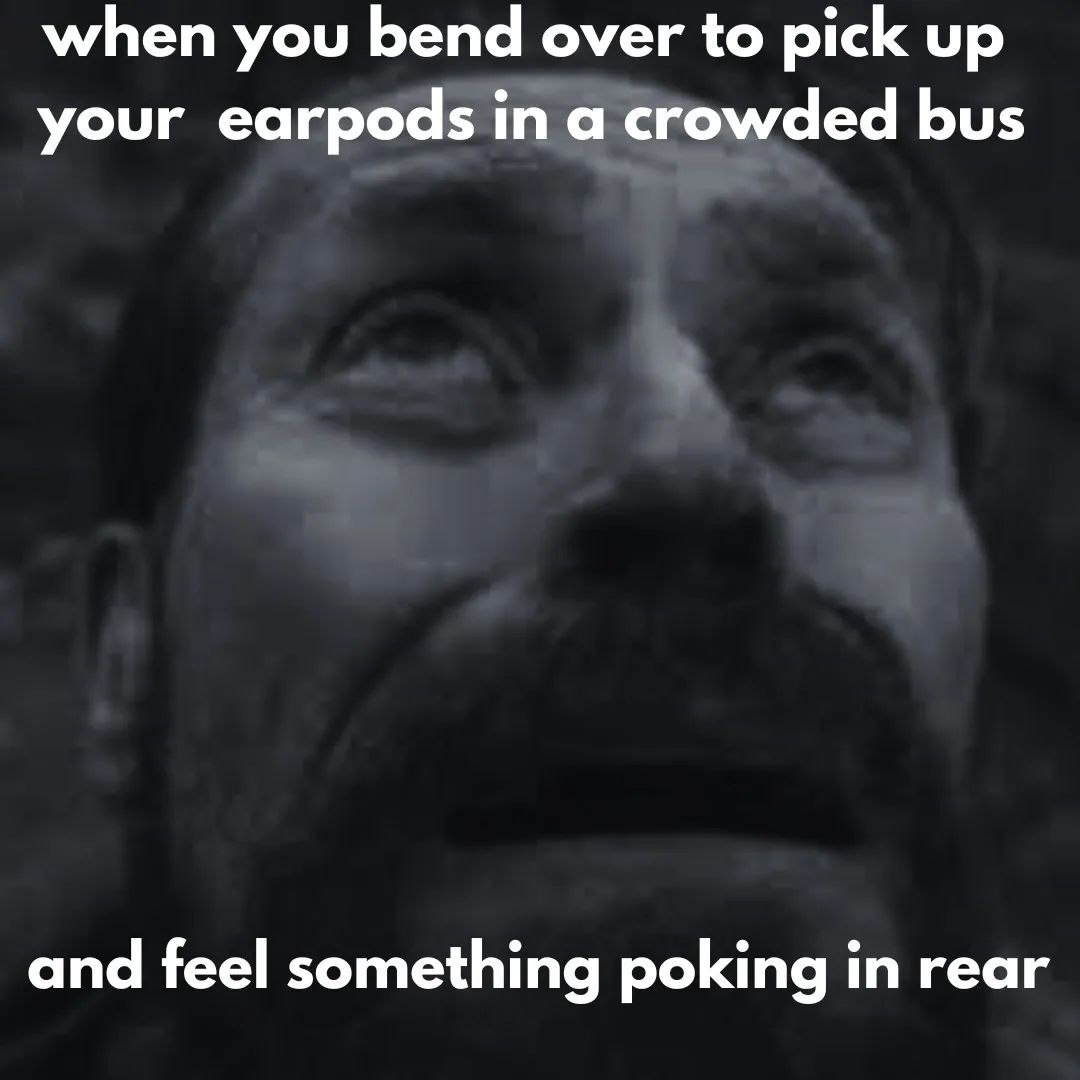 when you bend over to pick up
your earpods in a crowded bus
and feel something poking in rear